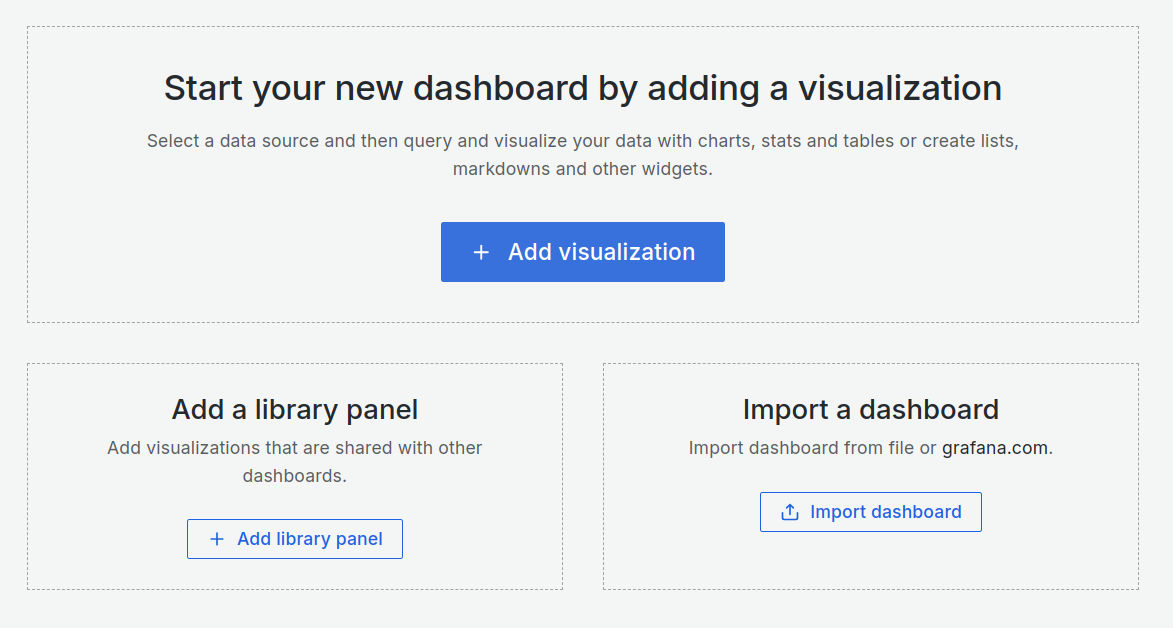 Start your new dashboard by adding a visualization
Select a data source and then query and visualize your data with charts, stats and tables or create lists,
markdowns and other widgets.
Add visualization
Add a library panel
Add visualizations that are shared with other
dashboards.
Add library panel
Import a dashboard
Import dashboard from file or grafana.com.
Import dashboard